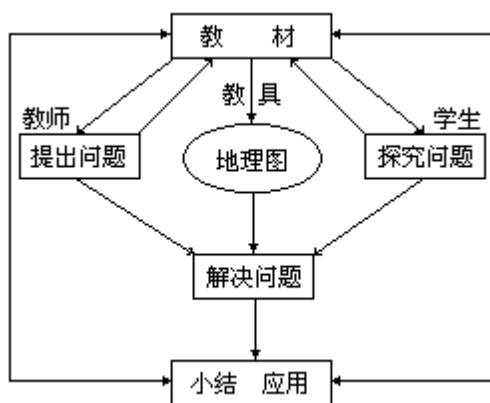 教 材
教 具
教师 学生
提出问题 地理图 探究问题
解决问题
小结 应用